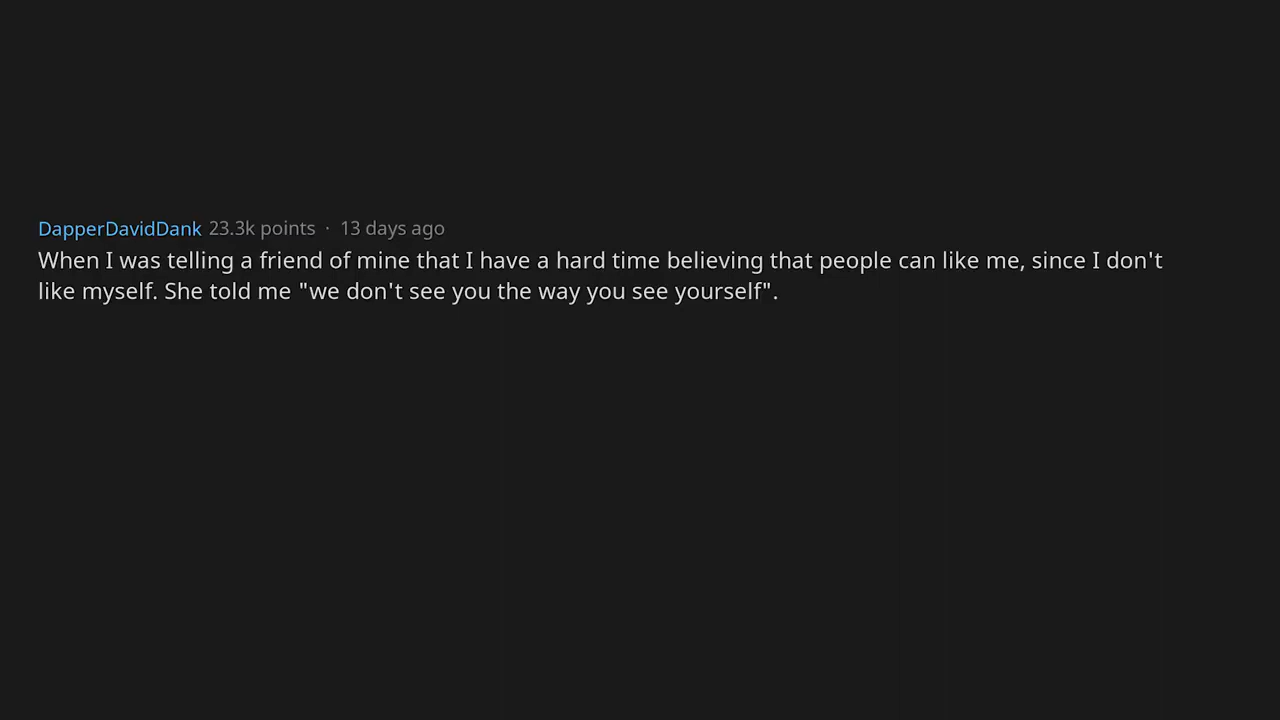 DapperDavidDank 23.3k points · 13 days ago
When I was telling a friend of mine that I have a hard time believing that people can like me, since I don't
like myself. She told me "we don't see you the way you see yourself".